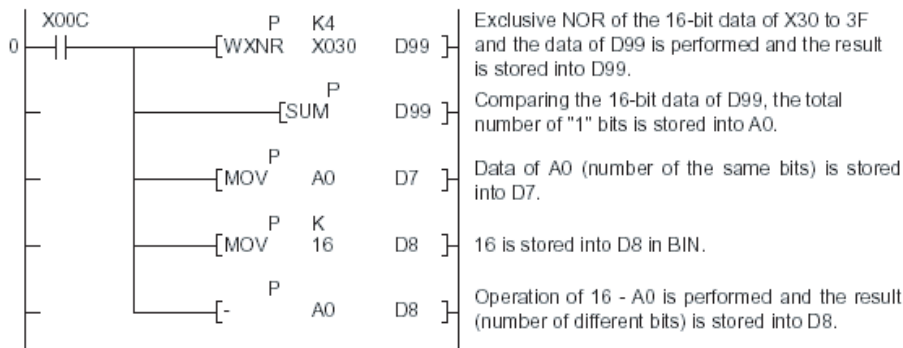 X00C P K4
0 [WXNR X030 D99 ]
Exclusive NOR of the 16-bit data of X30 to 3F
and the data of D99 is performed and the result
is stored into D99.
P
[SUM D99 ]
Comparing the 16-bit data of D99, the total
number of "1" bits is stored into A0.
P
[MOV A0 D7 ]
Data of A0 (number of the same bits) is stored
into D7.
P K
[MOV 16 D8 ]
16 is stored into D8 in BIN.
P
[- A0 D8 ]
Operation of 16 - A0 is performed and the result
(number of different bits) is stored into D8.